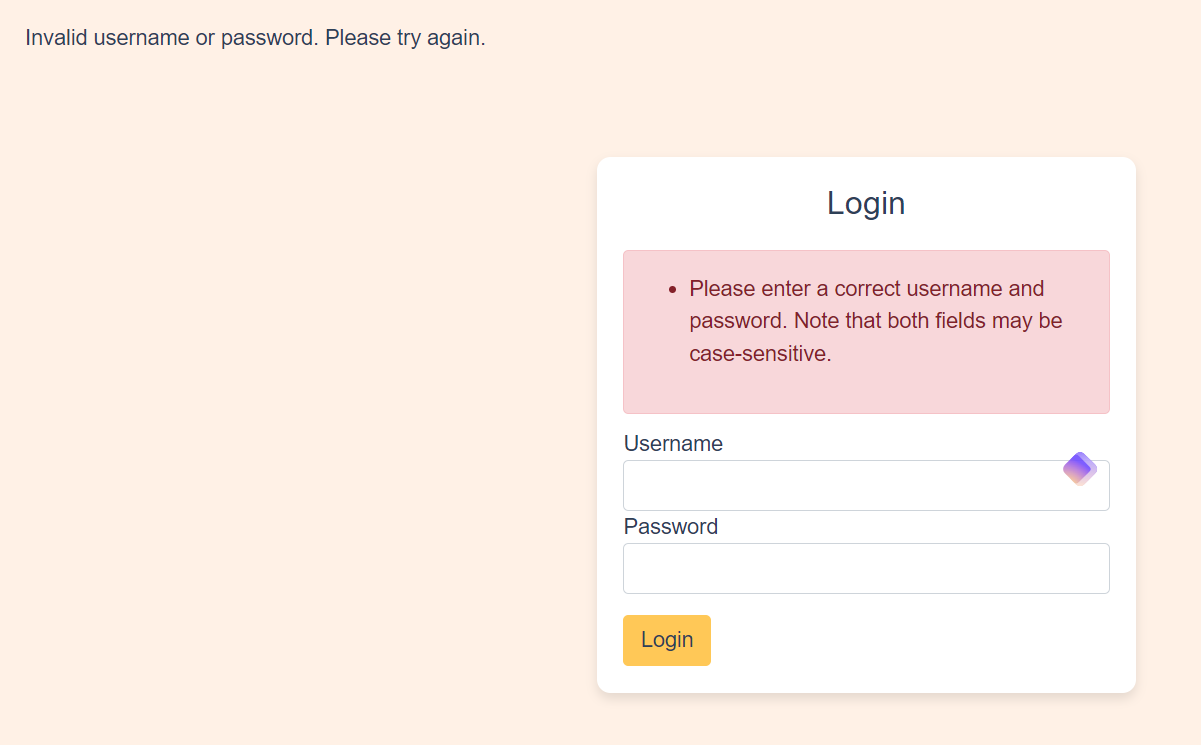 Invalid username or password. Please try again.
Login
Please enter a correct username and
password. Note that both fields may be
case-sensitive.
Username
Password
Login